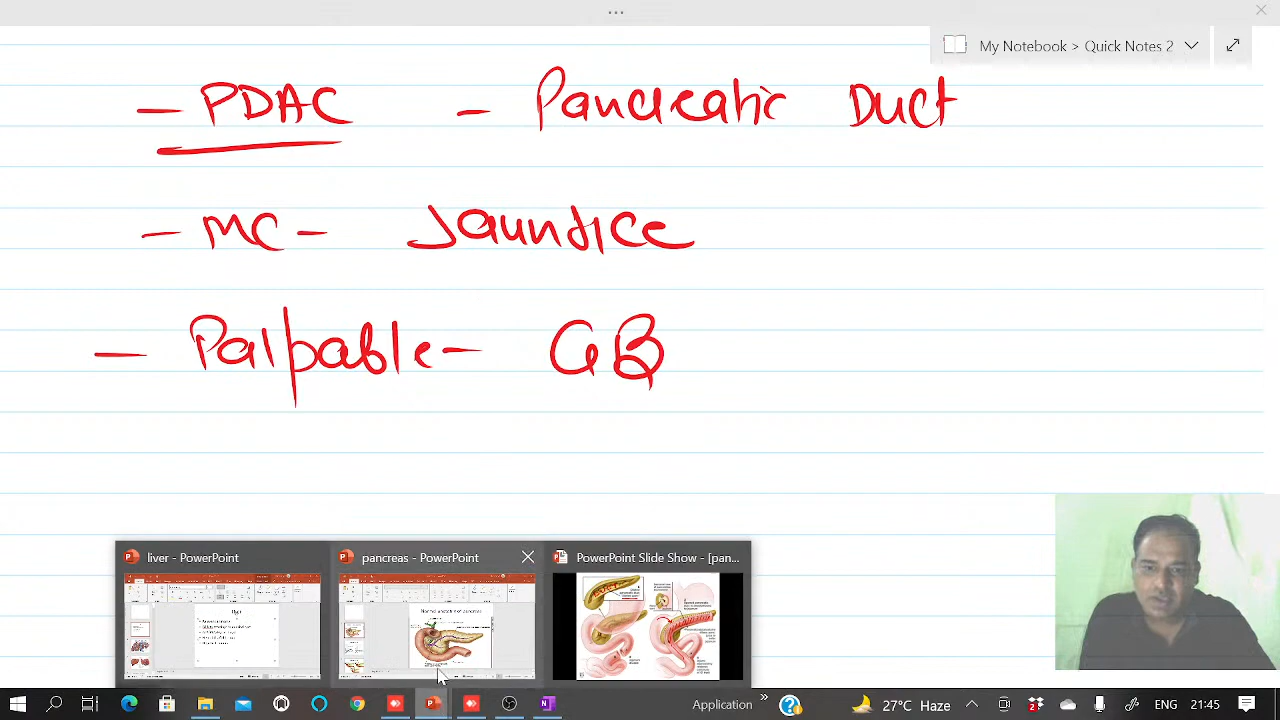 ...
My Notebook > Quick Notes 2
– PDAC – Pancreatic Duct
– MC – Jaundice
– Palpable – GB
liver - PowerPoint
pancreas - PowerPoint
PowerPoint Slide Show - [pan...
Application
27°C Haze
ENG
21:45